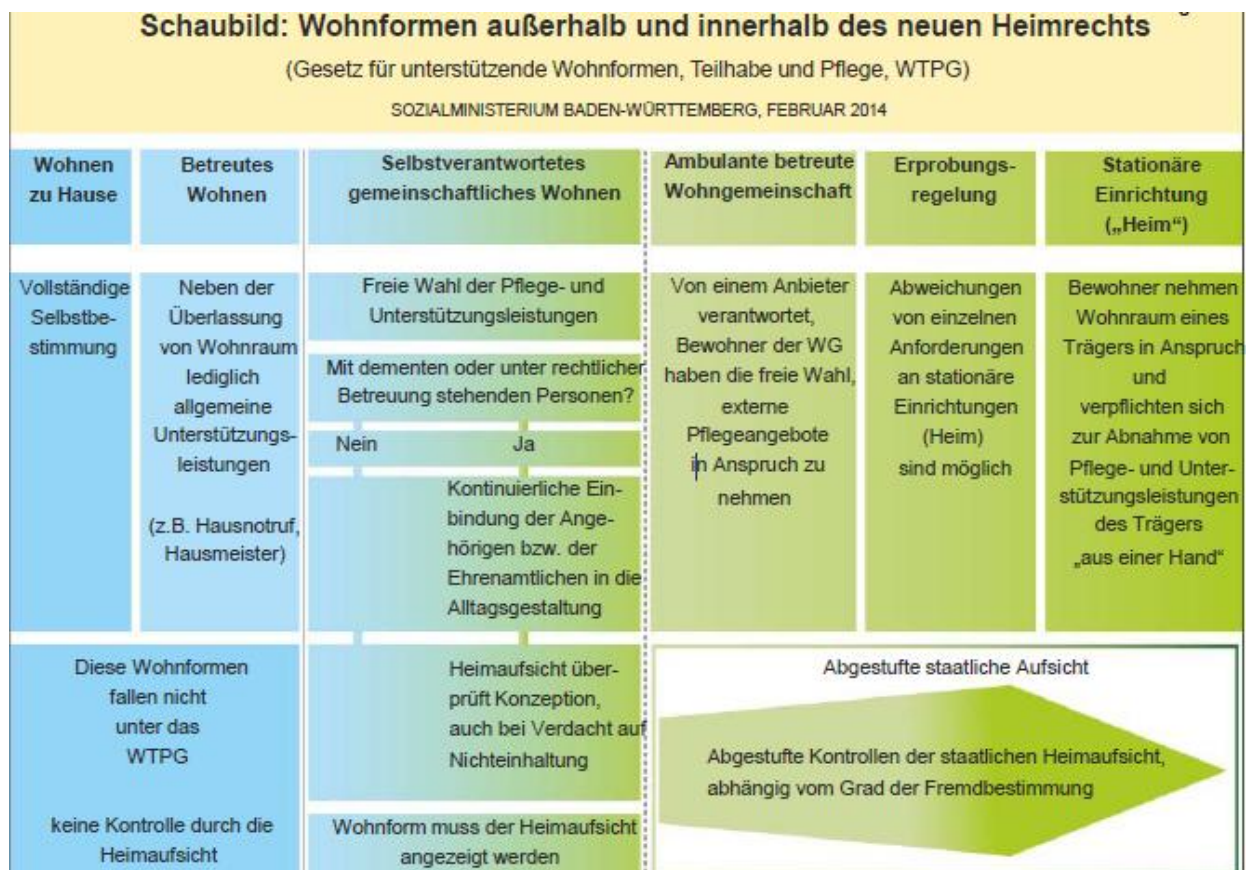 Schaubild: Wohnformen außerhalb und innerhalb des neuen Heimrechts
(Gesetz für unterstützende Wohnformen, Teilhabe und Pflege, WTPG)
SOZIALMINISTERIUM BADEN-WÜRTTEMBERG, FEBRUAR 2014
Wohnen
zu Hause
Betreutes
Wohnen
Selbstverantwortetes
gemeinschaftliches Wohnen
Ambulante betreute
Wohngemeinschaft
Erprobungs-
regelung
Stationäre
Einrichtung
(„Heim“)
Vollständige
Selbstbe-
stimmung
Neben der
Überlassung
von Wohnraum
lediglich
allgemeine
Unterstützungs-
leistungen
(z.B. Hausnotruf,
Hausmeister)
Freie Wahl der Pflege- und
Unterstützungsleistungen
Mit dementen oder unter rechtlicher
Betreuung stehenden Personen?
Nein Ja
Kontinuierliche Ein-
bindung der Ange-
hörigen bzw. der
Ehrenamtlichen in die
Alltagsgestaltung
Von einem Anbieter
verantwortet,
Bewohner der WG
haben die freie Wahl,
externe
Pflegeangebote
in Anspruch zu
nehmen
Abweichungen
von einzelnen
Anforderungen
an stationäre
Einrichtungen
(Heim)
sind möglich
Bewohner nehmen
Wohnraum eines
Trägers in Anspruch
und
verpflichten sich
zur Abnahme von
Pflege- und Unter-
stützungsleistungen
des Trägers
„aus einer Hand“
Diese Wohnformen
fallen nicht
unter das
WTPG
keine Kontrolle durch die
Heimaufsicht
Heimaufsicht über-
prüft Konzeption,
auch bei Verdacht auf
Nichteinhaltung
Wohnform muss der Heimaufsicht
angezeigt werden
Abgestufte staatliche Aufsicht
Abgestufte Kontrollen der staatlichen Heimaufsicht,
abhängig vom Grad der Fremdbestimmung